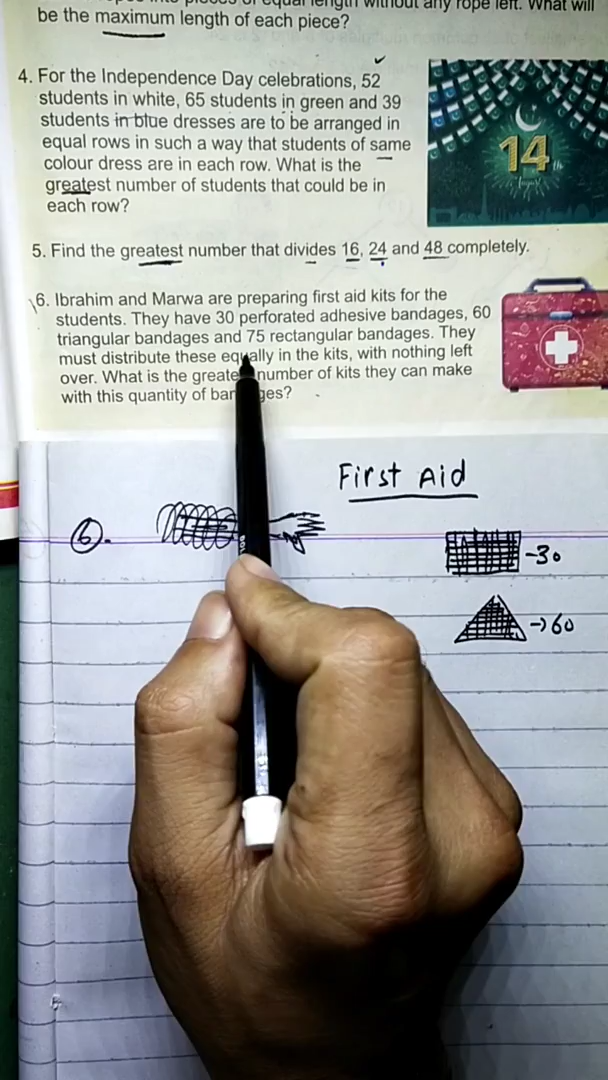 be the maximum length of each piece?
4. For the Independence Day celebrations, 52
students in white, 65 students in green and 39
students in blue dresses are to be arranged in
equal rows in such a way that students of same
colour dress are in each row. What is the
greatest number of students that could be in
each row?
14
August
5. Find the greatest number that divides 16, 24 and 48 completely.
6. Ibrahim and Marwa are preparing first aid kits for the
students. They have 30 perforated adhesive bandages, 60
triangular bandages and 75 rectangular bandages. They
must distribute these equally in the kits, with nothing left
over. What is the number of kits they can make
with this quantity of
First Aid
6.
-30
→60